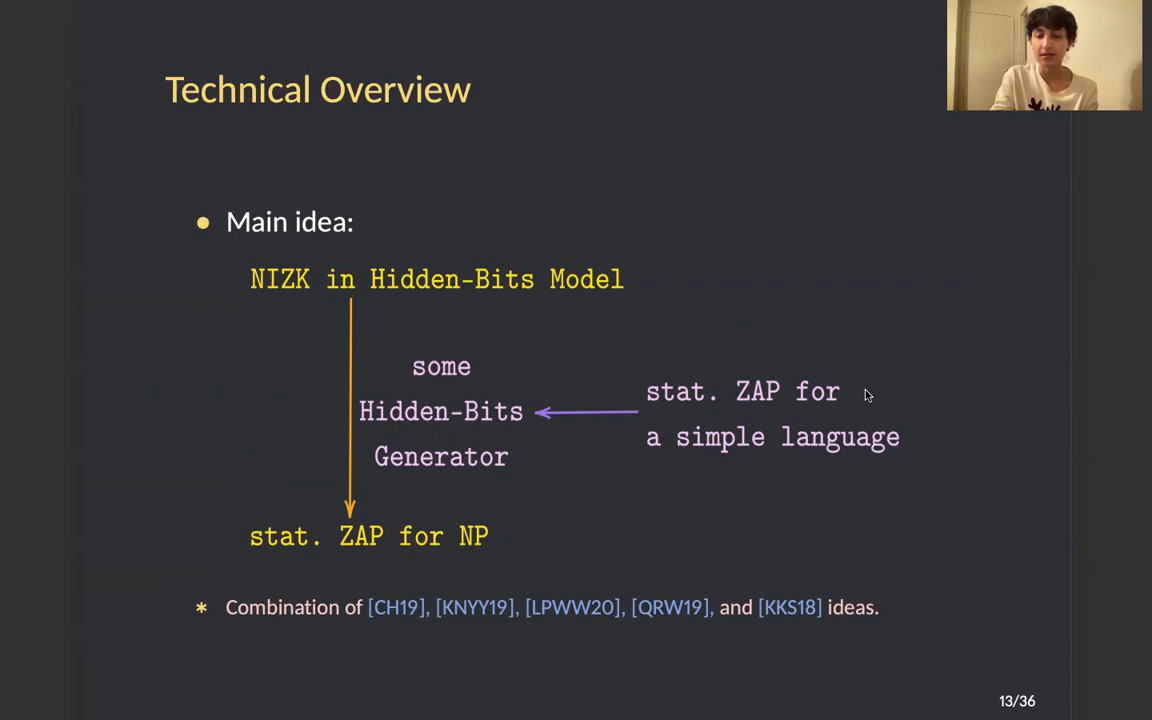 Technical Overview
● Main idea:
NIZK in Hidden-Bits Model
some
Hidden-Bits
Generator
stat. ZAP for
a simple language
stat. ZAP for NP
* Combination of [CH19], [KNYY19], [LPWW20], [QRW19], and [KKS18] ideas.
13/36